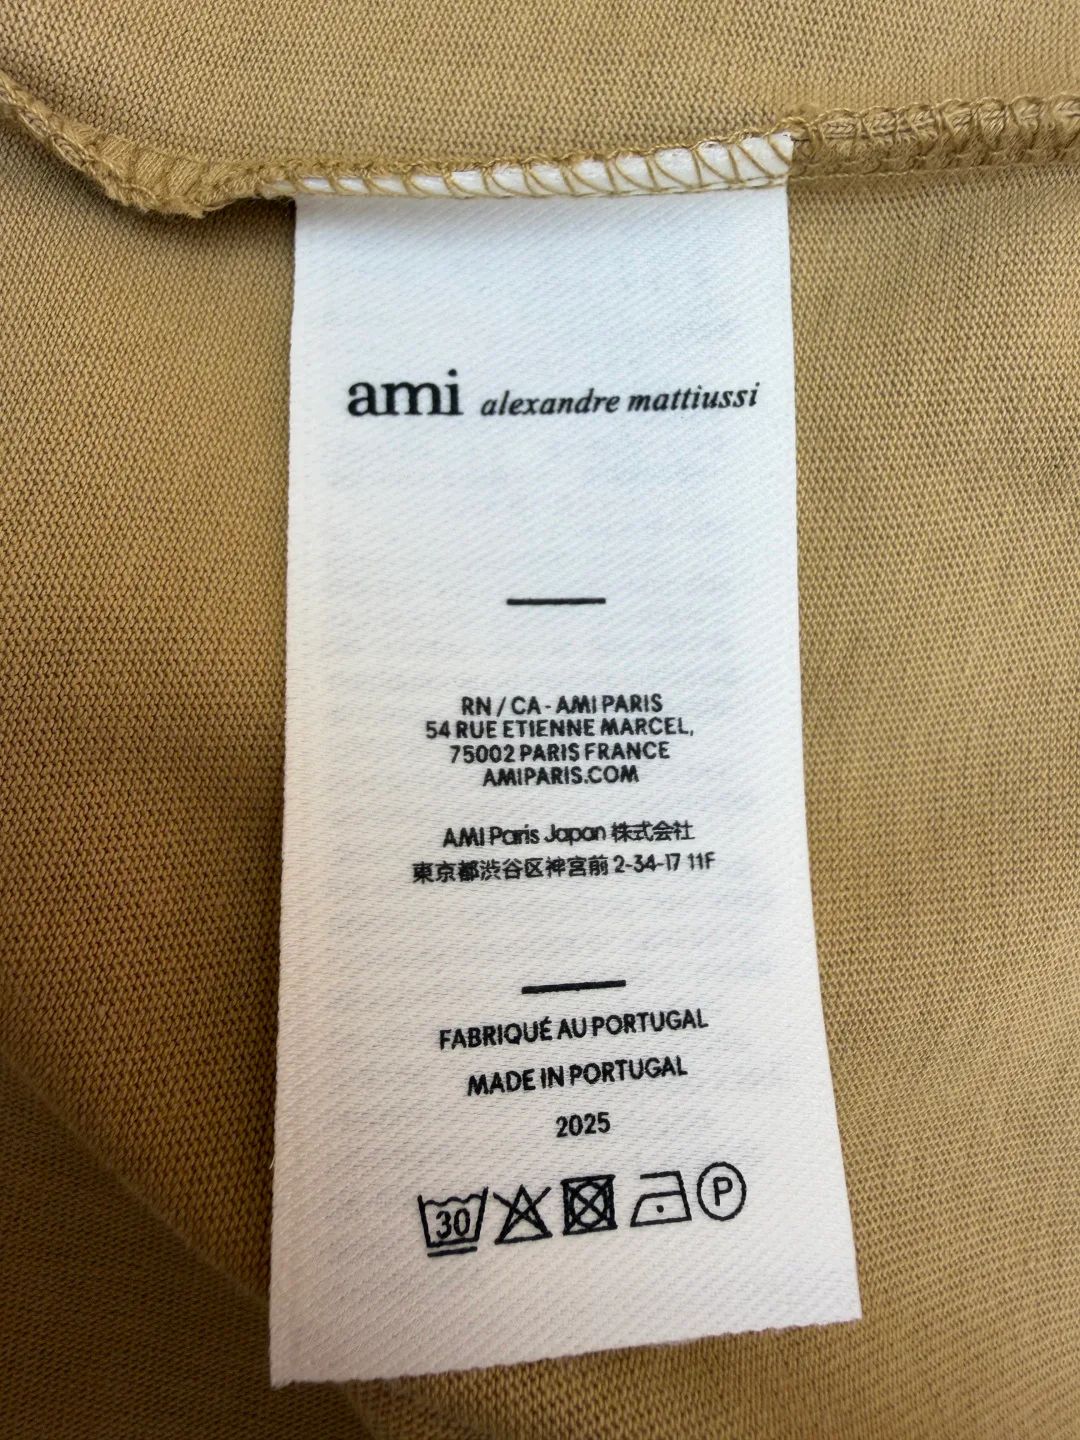 ami alexandre mattiussi
RN / CA - AMI PARIS
54 RUE ETIENNE MARCEL,
75002 PARIS FRANCE
AMIPARIS.COM
AMI Paris Japan 株式会社
東京都渋谷区神宮前 2-34-17 11F
FABRIQUÉ AU PORTUGAL
MADE IN PORTUGAL
2025
30 P